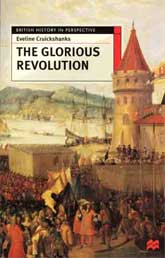 BRITISH HISTORY IN PERSPECTIVE
Eveline Cruickshanks
THE GLORIOUS
REVOLUTION